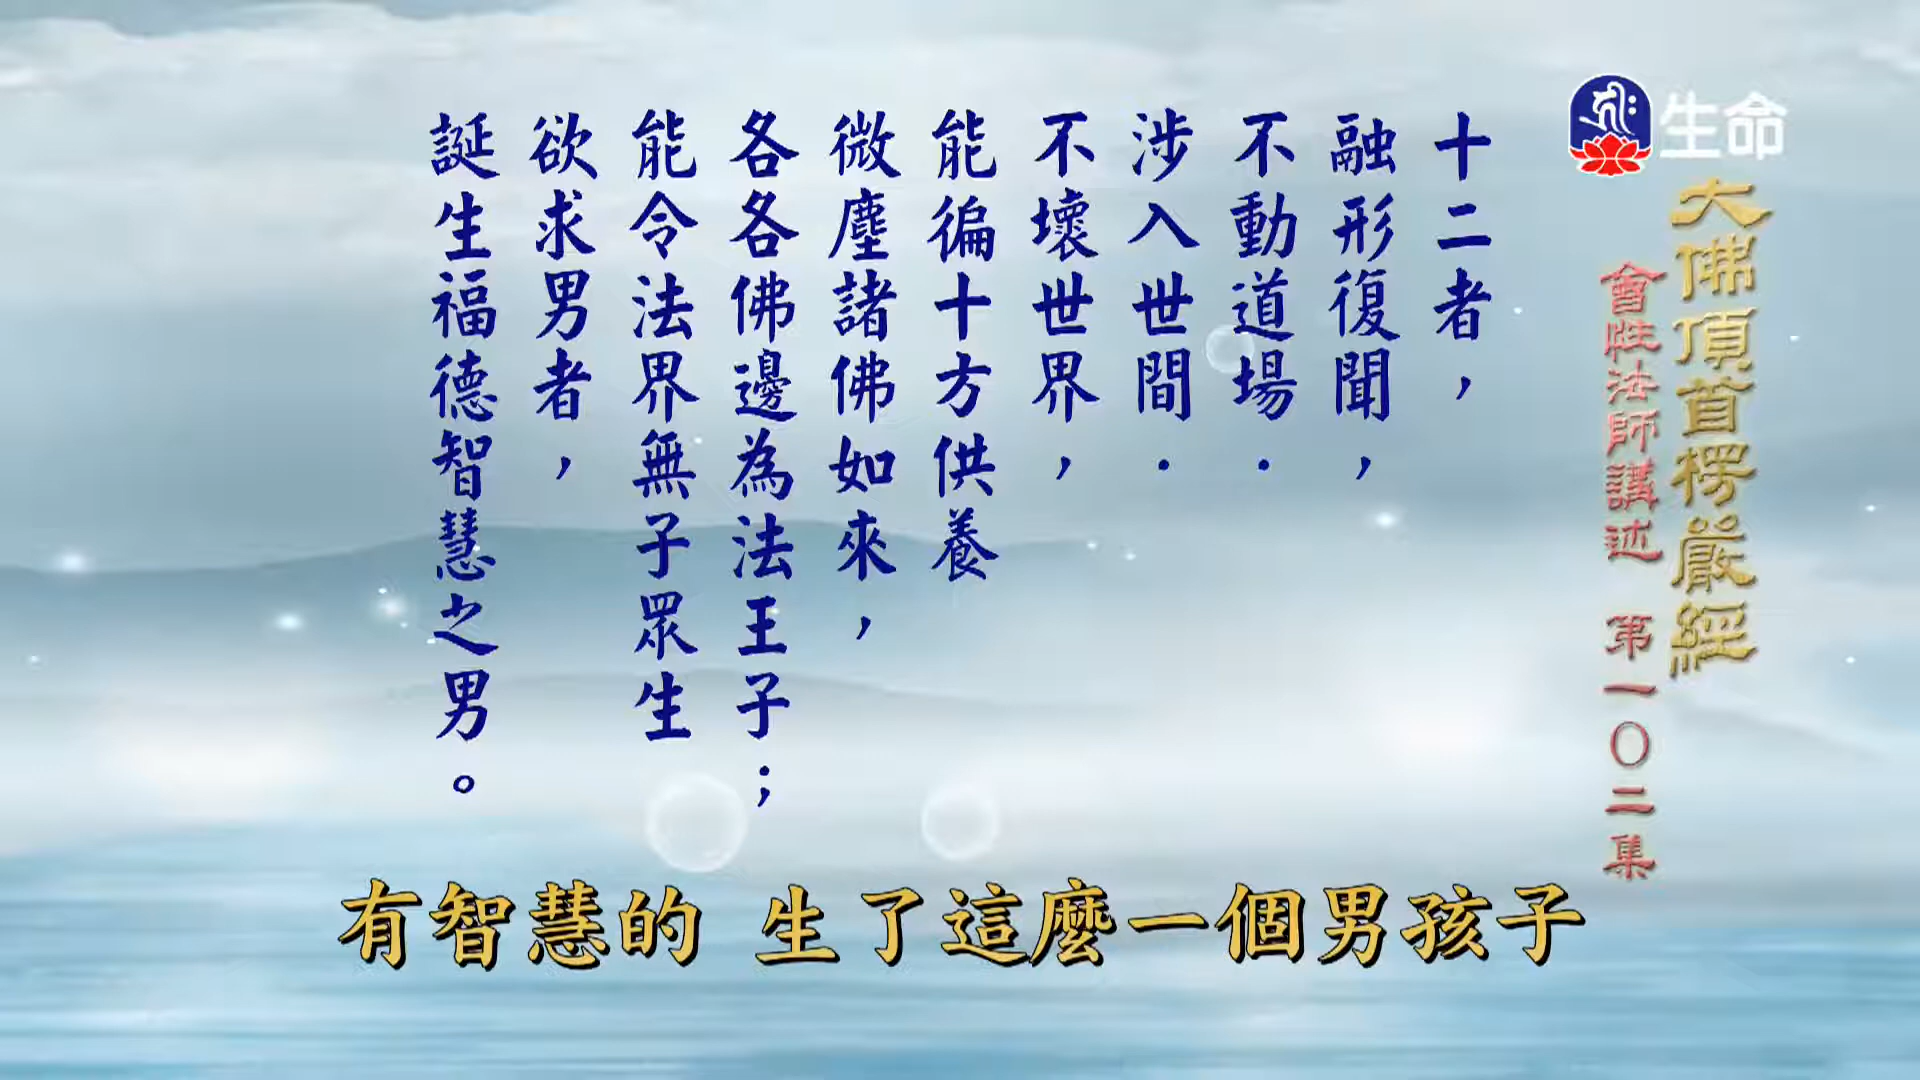 生命
大佛頂首楞嚴經
會性法師講述 第一〇二集
十二者，
融形復聞，
不動道場．
涉入世間．
不壞世界，
能徧十方供養
微塵諸佛如來，
各各佛邊為法王子；
能令法界無子眾生
欲求男者，
誕生福德智慧之男。
有智慧的 生了這麼一個男孩子